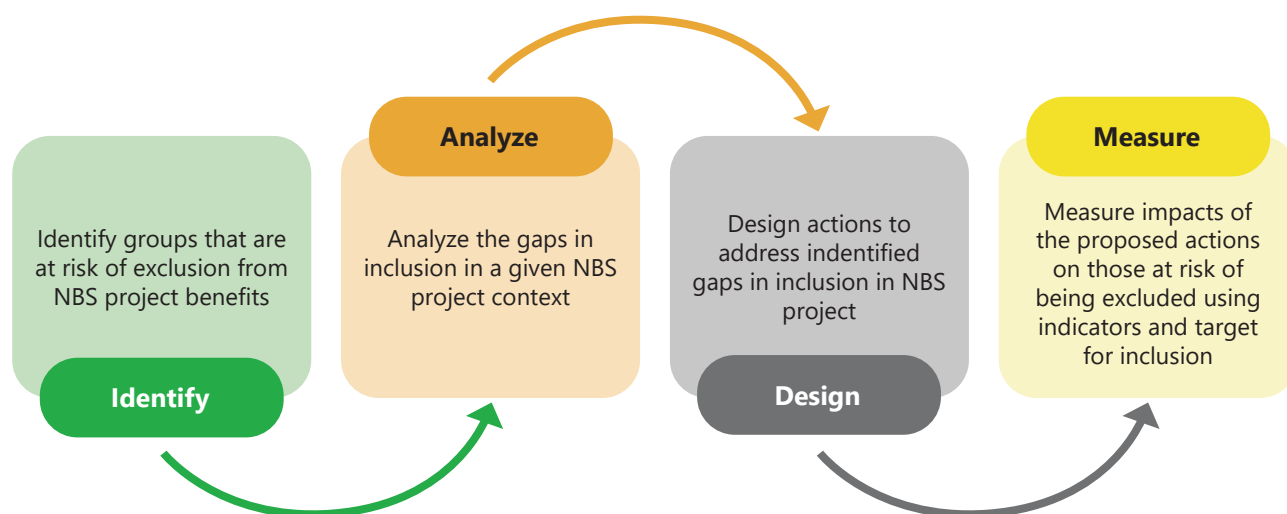 Identify groups that are
at risk of exclusion from
NBS project benefits
Identify
Analyze
Analyze the gaps in
inclusion in a given NBS
project context
Design actions to
address indentified
gaps in inclusion in NBS
project
Design
Measure
Measure impacts of
the proposed actions
on those at risk of
being excluded using
indicators and target
for inclusion